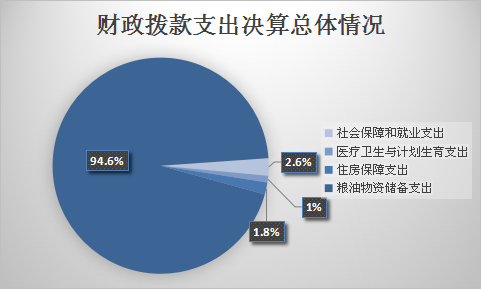 财政拨款支出决算总体情况
社会保障和就业支出
医疗卫生与计划生育支出
住房保障支出
粮油物资储备支出
94.6%
2.6%
1%
1.8%